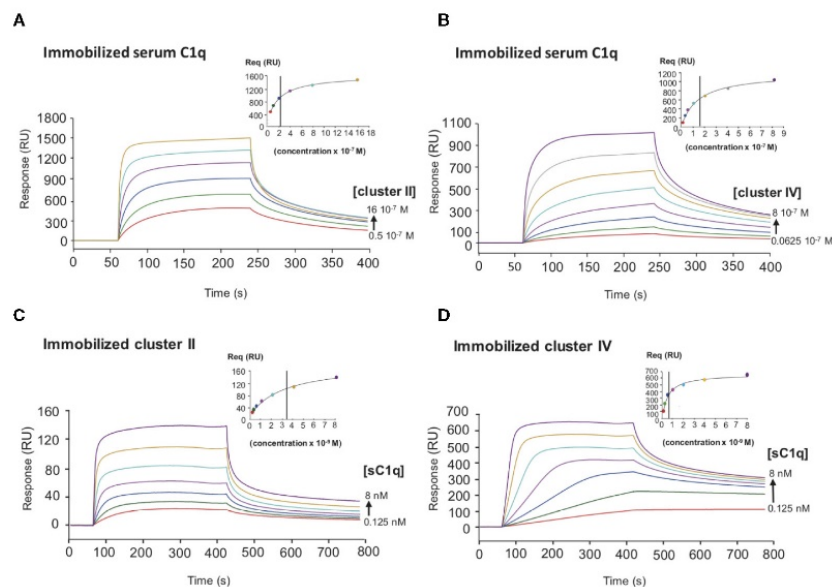 A
Immobilized serum C1q
Req (RU)
1600
1400
1200
1000
800
600
400
0 2 4 6 8 10 12 14 16 18
(concentration x 10-7 M)
1800
1500
1200
900
600
300
0
Response (RU)
[cluster II]
16 10-7 M
0.5 10-7 M
0 50 100 150 200 250 300 350 400
Time (s)
B
Immobilized serum C1q
Req (RU)
1200
1000
800
600
400
200
0
0 1 2 3 4 5 6 7 8 9
(concentration x 10-7 M)
1100
900
700
500
300
100
0
Response (RU)
[cluster IV]
8 10-7 M
0.0625 10-7 M
0 50 100 150 200 250 300 350 400
Time (s)
C
Immobilized cluster II
Req (RU)
160
120
80
40
0
0 1 2 3 4 5 6 7 8
(concentration x 10-9 M)
160
120
80
40
0
Response (RU)
[sC1q]
8 nM
0.125 nM
0 100 200 300 400 500 600 700 800
Time (s)
D
Immobilized cluster IV
Req (RU)
700
600
500
400
300
200
100
0
0 1 2 3 4 5 6 7 8
(concentration x 10-9 M)
700
600
500
400
300
200
100
0
Response (RU)
[sC1q]
8 nM
0.125 nM
0 100 200 300 400 500 600 700 800
Time (s)